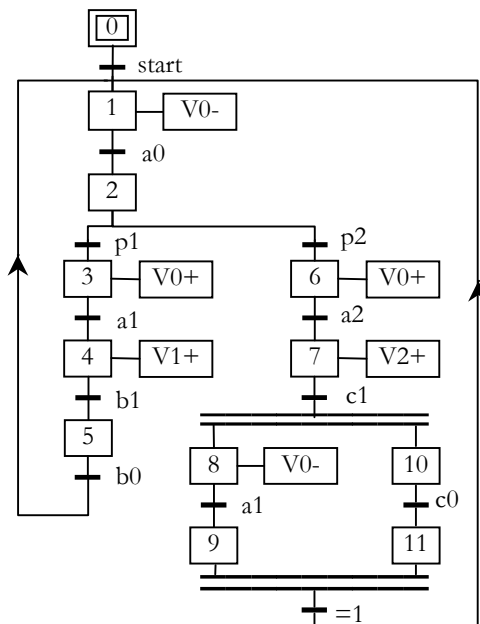 0
start
1 V0-
a0
2
p1 p2
3 V0+ 6 V0+
a1 a2
4 V1+ 7 V2+
b1 c1
5
8 V0- 10
b0
a1 c0
9 11
=1